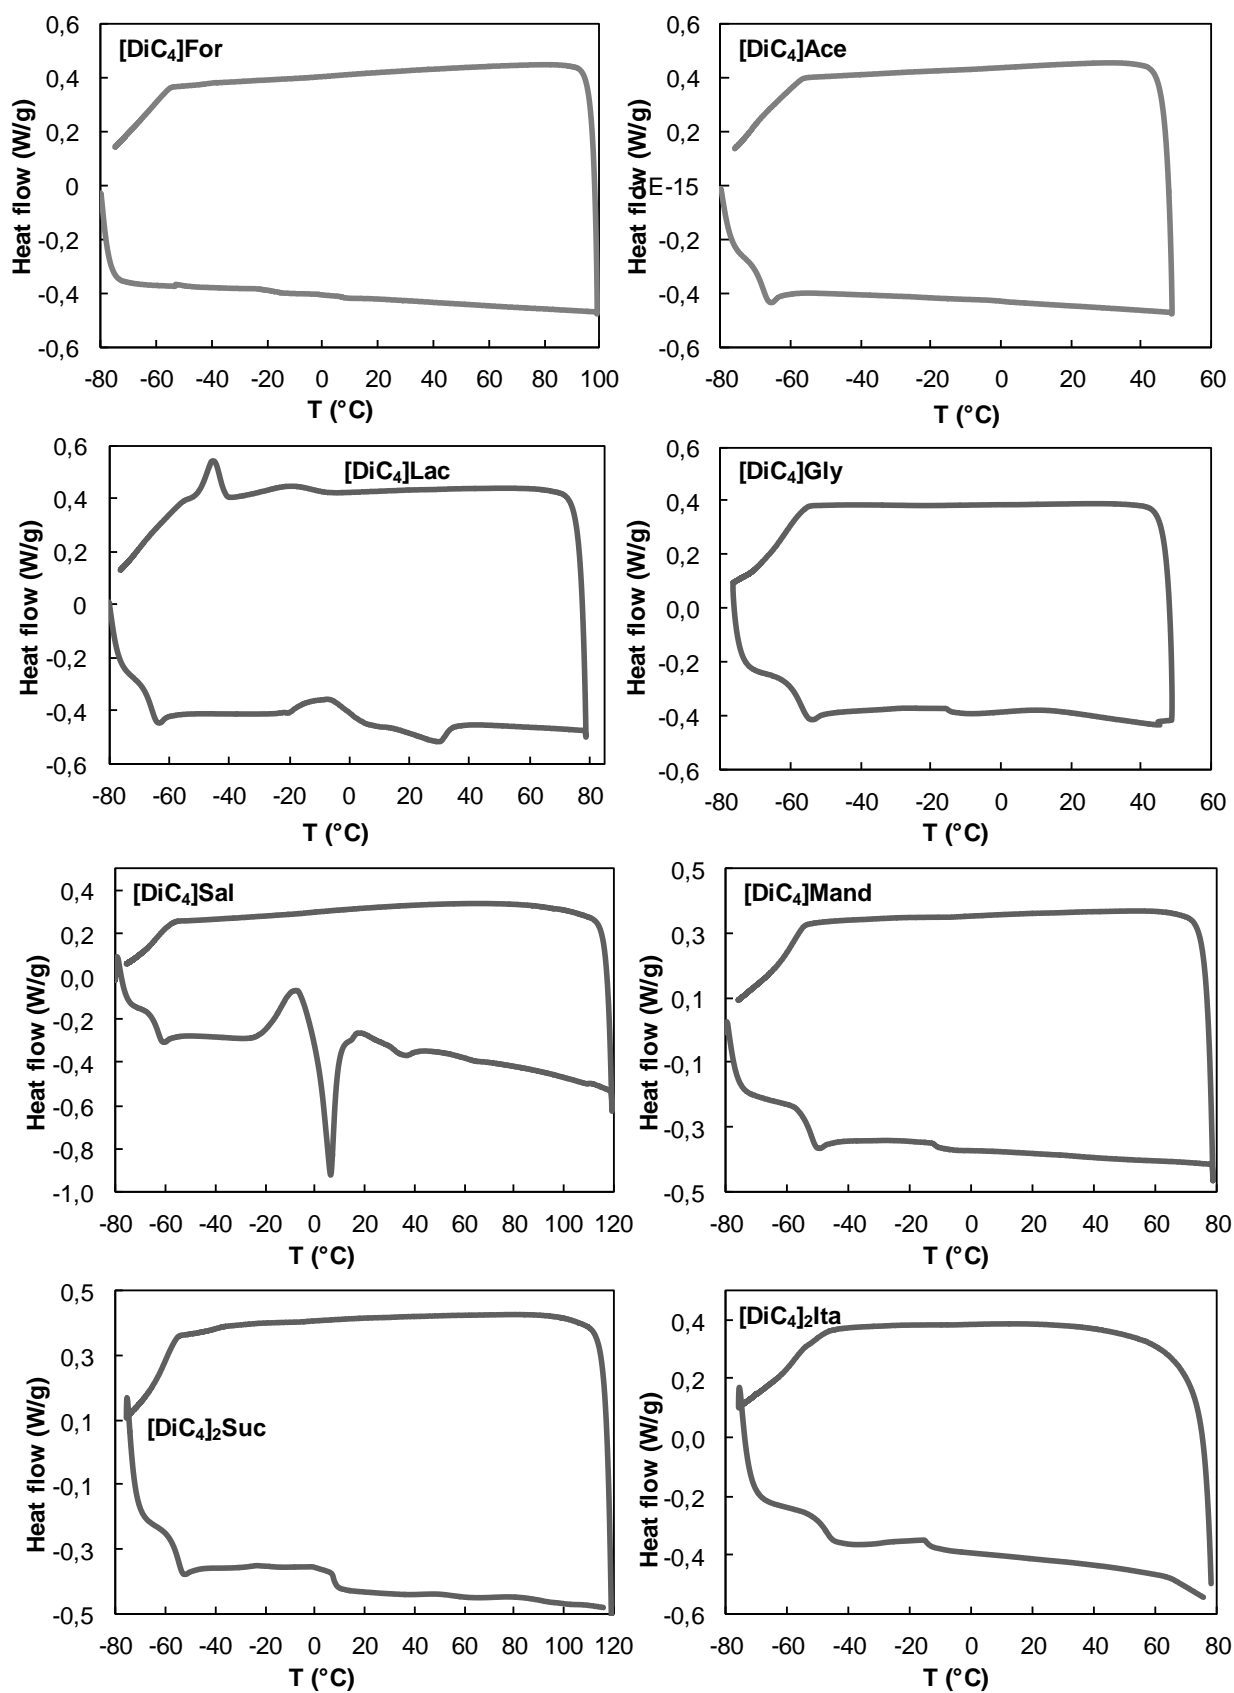 [DiC₄]For
Heat flow (W/g)
0,6
0,4
0,2
0
-0,2
-0,4
-0,6
-80 -60 -40 -20 0 20 40 60 80 100
T (°C)
[DiC₄]Ace
Heat flow (W/g)
0,6
0,4
0,2
E-15
-0,2
-0,4
-0,6
-80 -60 -40 -20 0 20 40 60
T (°C)
[DiC₄]Lac
Heat flow (W/g)
0,6
0,4
0,2
0
-0,2
-0,4
-0,6
-80 -60 -40 -20 0 20 40 60 80
T (°C)
[DiC₄]Gly
Heat flow (W/g)
0,6
0,4
0,2
0,0
-0,2
-0,4
-0,6
-80 -60 -40 -20 0 20 40 60
T (°C)
[DiC₄]Sal
Heat flow (W/g)
0,4
0,2
0,0
-0,2
-0,4
-0,6
-0,8
-1,0
-80 -60 -40 -20 0 20 40 60 80 100 120
T (°C)
[DiC₄]Mand
Heat flow (W/g)
0,5
0,3
0,1
-0,1
-0,3
-0,5
-80 -60 -40 -20 0 20 40 60 80
T (°C)
[DiC₄]₂Suc
Heat flow (W/g)
0,5
0,3
0,1
-0,1
-0,3
-0,5
-80 -60 -40 -20 0 20 40 60 80 100 120
T (°C)
[DiC₄]₂Ita
Heat flow (W/g)
0,4
0,2
0,0
-0,2
-0,4
-0,6
-80 -60 -40 -20 0 20 40 60 80
T (°C)